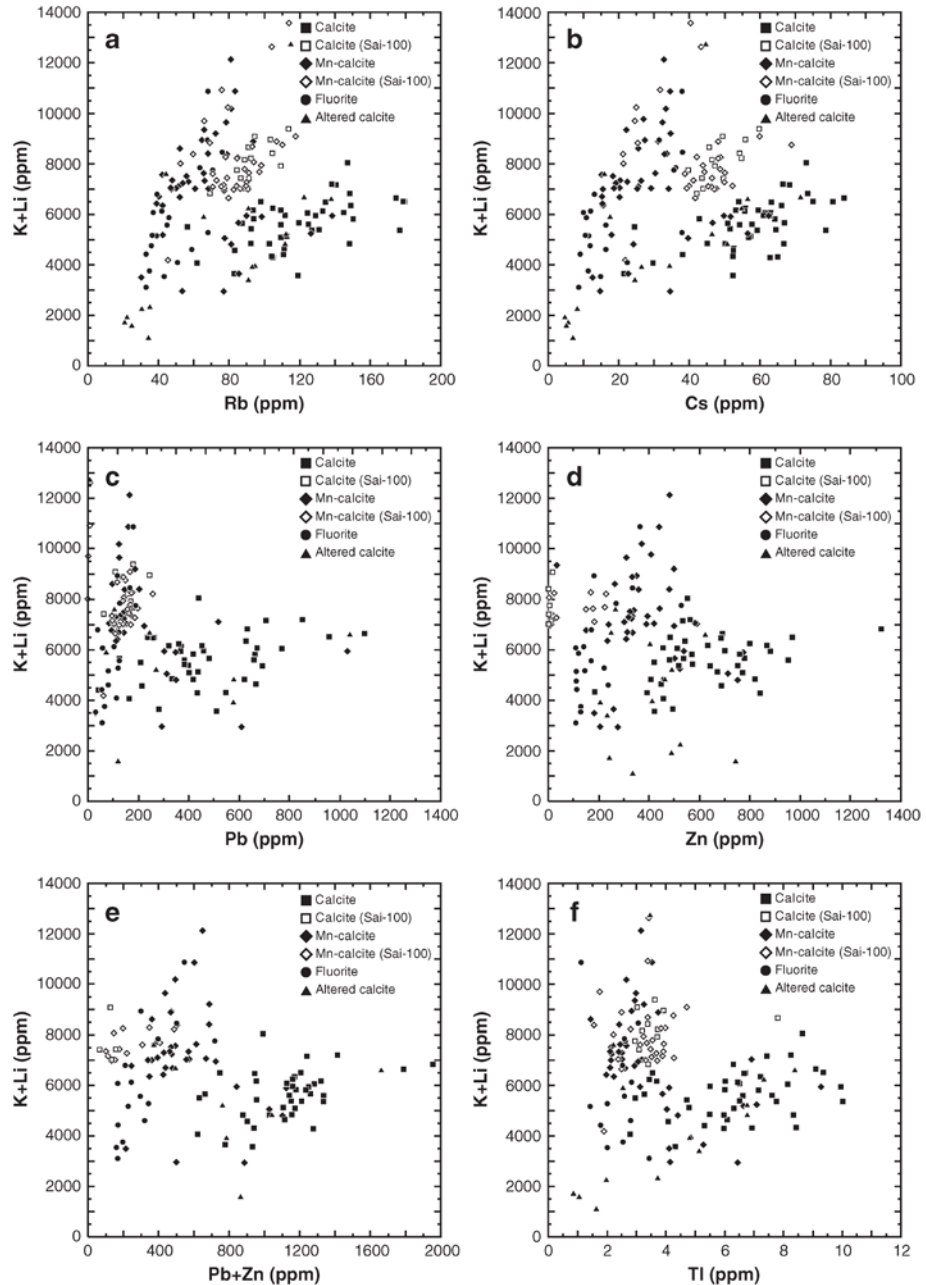 a
Calcite
Calcite (Sai-100)
Mn-calcite
Mn-calcite (Sai-100)
Fluorite
Altered calcite
14000
12000
10000
8000
6000
4000
2000
0
K+Li (ppm)
0 40 80 120 160 200
Rb (ppm)
b
Calcite
Calcite (Sai-100)
Mn-calcite
Mn-calcite (Sai-100)
Fluorite
Altered calcite
14000
12000
10000
8000
6000
4000
2000
0
K+Li (ppm)
0 20 40 60 80 100
Cs (ppm)
c
Calcite
Calcite (Sai-100)
Mn-calcite
Mn-calcite (Sai-100)
Fluorite
Altered calcite
14000
12000
10000
8000
6000
4000
2000
0
K+Li (ppm)
0 200 400 600 800 1000 1200 1400
Pb (ppm)
d
Calcite
Calcite (Sai-100)
Mn-calcite
Mn-calcite (Sai-100)
Fluorite
Altered calcite
14000
12000
10000
8000
6000
4000
2000
0
K+Li (ppm)
0 200 400 600 800 1000 1200 1400
Zn (ppm)
e
Calcite
Calcite (Sai-100)
Mn-calcite
Mn-calcite (Sai-100)
Fluorite
Altered calcite
14000
12000
10000
8000
6000
4000
2000
0
K+Li (ppm)
0 400 800 1200 1600 2000
Pb+Zn (ppm)
f
Calcite
Calcite (Sai-100)
Mn-calcite
Mn-calcite (Sai-100)
Fluorite
Altered calcite
14000
12000
10000
8000
6000
4000
2000
0
K+Li (ppm)
2 4 6 8 10 12
Tl (ppm)